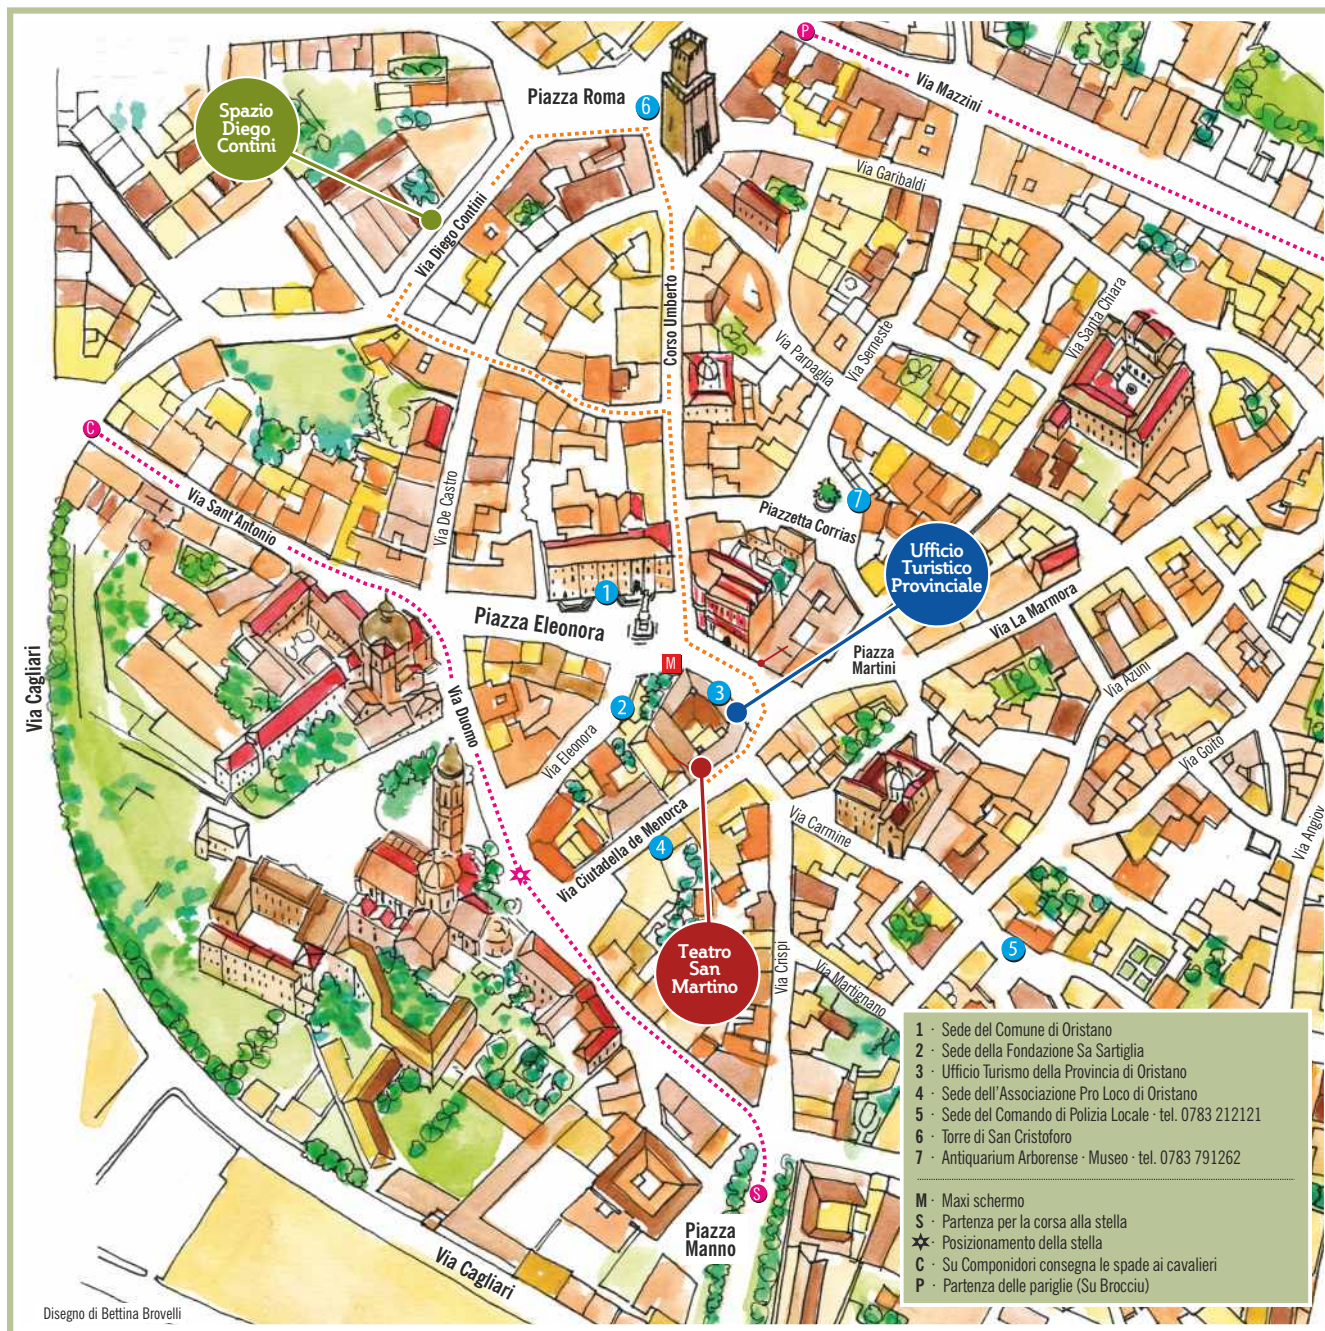 P
Via Mazzini
Spazio
Diego
Contini
Piazza Roma
6
Via Garibaldi
Via Diego Contini
Corso Umberto
Via Santa Chiara
Via Parpaglia
Via Serneste
C
Via Sant'Antonio
Via De Castro
7
Piazzetta Corrias
Ufficio
Turistico
Provinciale
1
Piazza Eleonora
Via La Marmora
Piazza
Martini
M
Via Azuni
Via Cagliari
Via Duomo
2
3
Via Eleonora
Via Goito
Via Ciutadella de Menorca
Via Carmine
Via Angioy
4
5
Teatro
San
Martino
Via Crispi
Via Martignano
S
Piazza
Manno
Via Cagliari
1 · Sede del Comune di Oristano
2 · Sede della Fondazione Sa Sartiglia
3 · Ufficio Turismo della Provincia di Oristano
4 · Sede dell'Associazione Pro Loco di Oristano
5 · Sede del Comando di Polizia Locale · tel. 0783 212121
6 · Torre di San Cristoforo
7 · Antiquarium Arborense · Museo · tel. 0783 791262
M · Maxi schermo
S · Partenza per la corsa alla stella
· Posizionamento della stella
C · Su Componidori consegna le spade ai cavalieri
P · Partenza delle pariglie (Su Brocciu)
Disegno di Bettina Brovelli